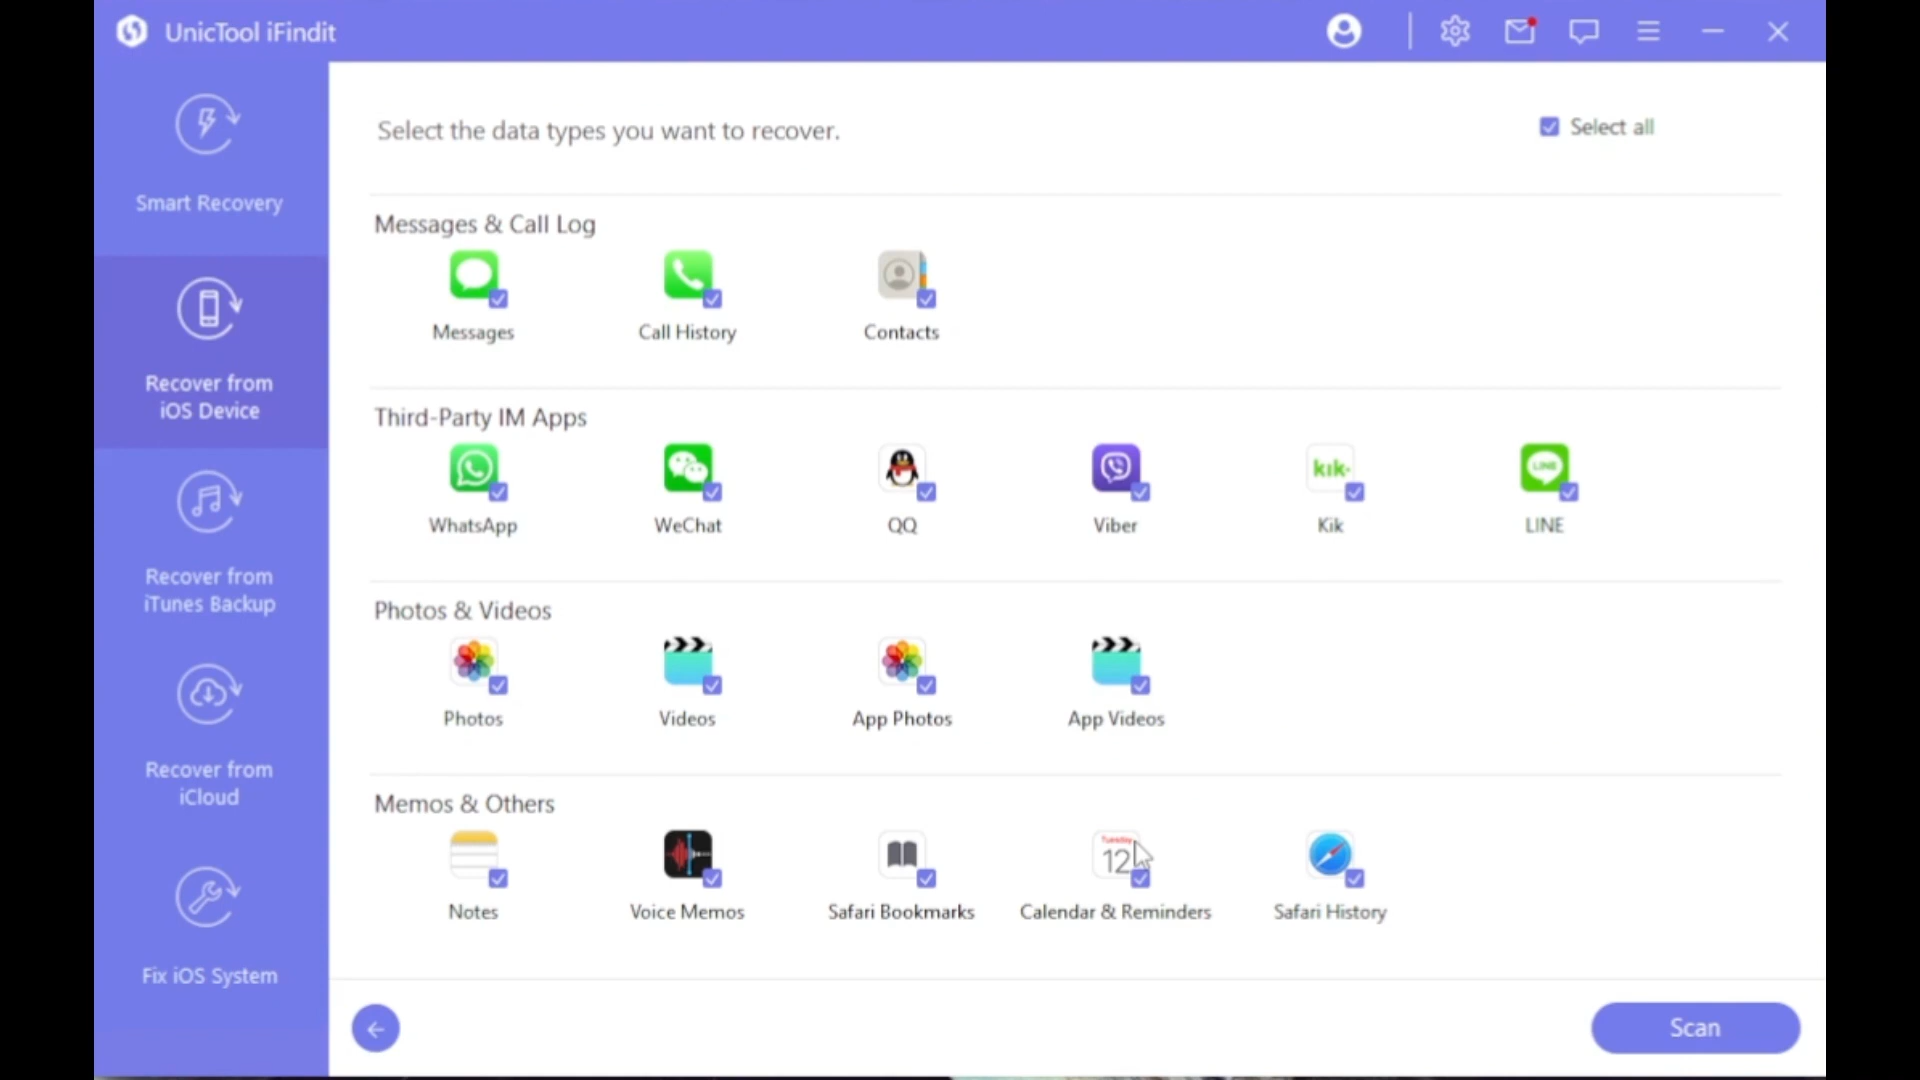 UnicTool iFindit
Smart Recovery
Recover from
iOS Device
Recover from
iTunes Backup
Recover from
iCloud
Fix iOS System
Select the data types you want to recover.
Select all
Messages & Call Log
Messages
Call History
Contacts
Third-Party IM Apps
kik
LINE
WhatsApp
WeChat
QQ
Viber
Kik
LINE
Photos & Videos
Photos
Videos
App Photos
App Videos
Memos & Others
Tuesday
12
Notes
Voice Memos
Safari Bookmarks
Calendar & Reminders
Safari History
Scan